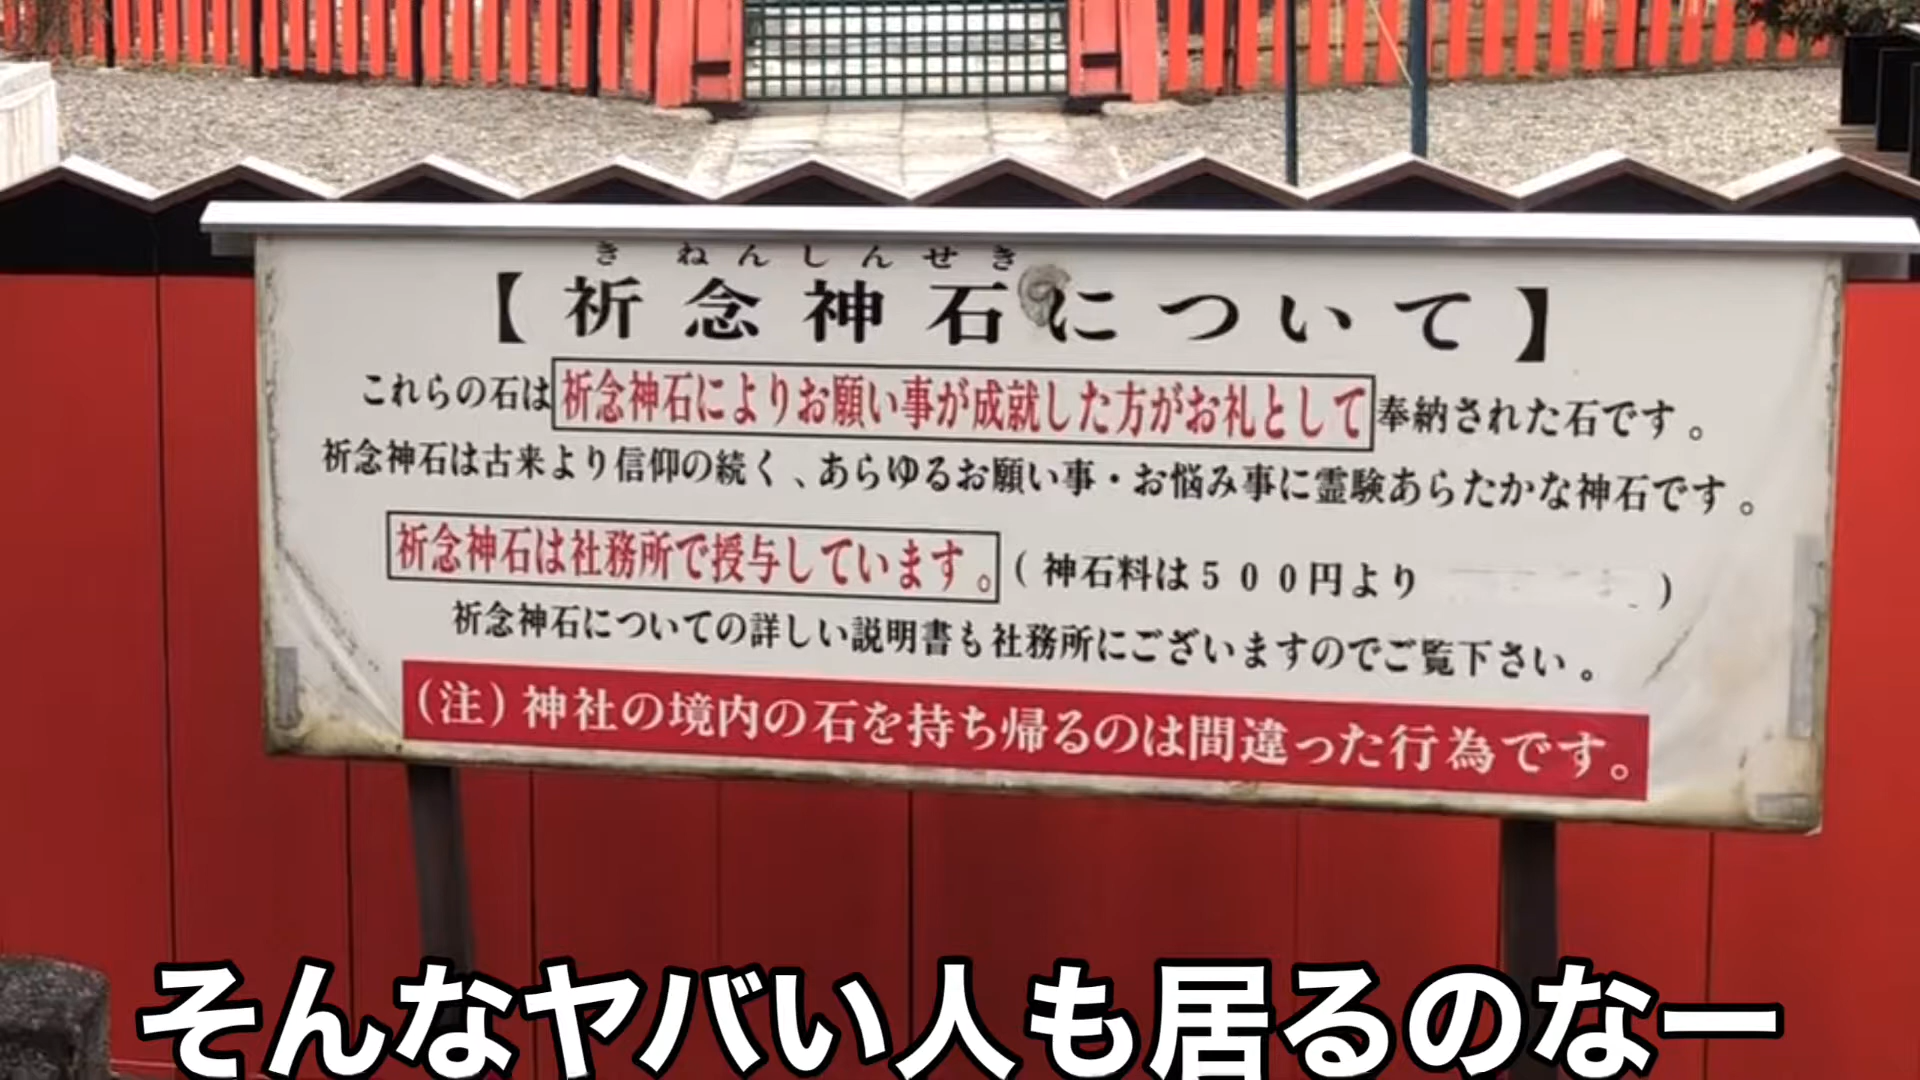 きねんしんせき
【祈念神石について】
これらの石は祈念神石によりお願い事が成就した方がお礼として奉納された石です。
祈念神石は古来より信仰の続く、あらゆるお願い事・お悩み事に霊験あらたかな神石です。
祈念神石は社務所で授与しています。(神石料は５００円より)
祈念神石についての詳しい説明書も社務所にございますのでご覧下さい。
(注)神社の境内の石を持ち帰るのは間違った行為です。
そんなヤバい人も居るのなー